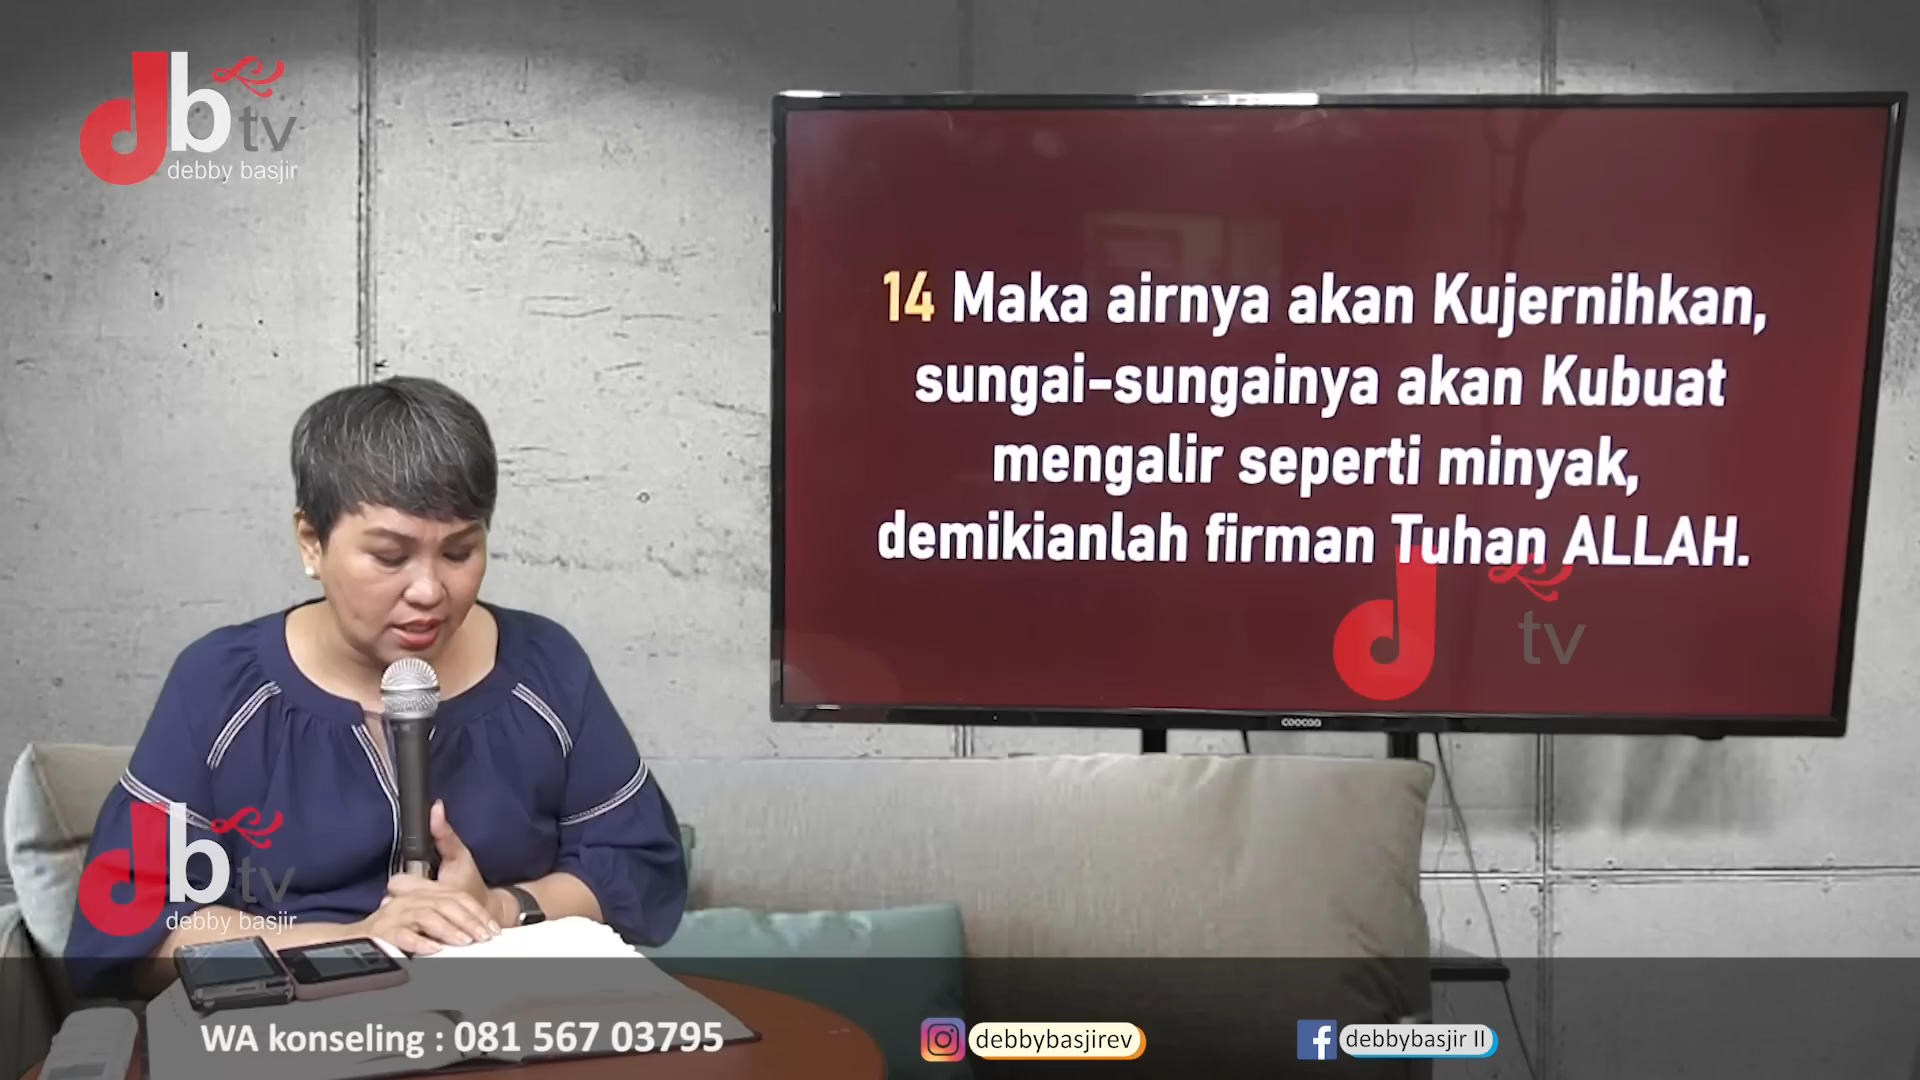 db tv
debby basjir
14 Maka airnya akan Kujernihkan,
sungai-sungainya akan Kubuat
mengalir seperti minyak,
demikianlah firman Tuhan ALLAH.
d tv
coocaa
db tv
debby basjir
WA konseling : 081 567 03795
debbybasjirev
debbybasjir II